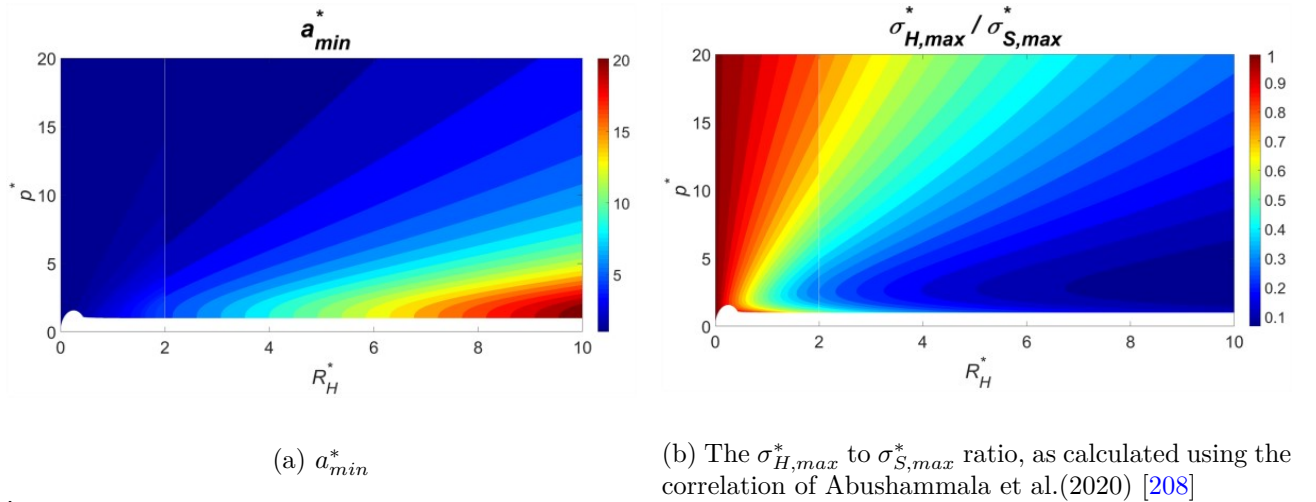 a*min
20
15
10
5
0
p*
0 2 4 6 8 10
R*H
20
15
10
5
(a) a*min
σ*H,max / σ*S,max
20
15
10
5
0
p*
0 2 4 6 8 10
R*H
1
0.9
0.8
0.7
0.6
0.5
0.4
0.3
0.2
0.1
(b) The σ*H,max to σ*S,max ratio, as calculated using the
correlation of Abushammala et al.(2020) [208]